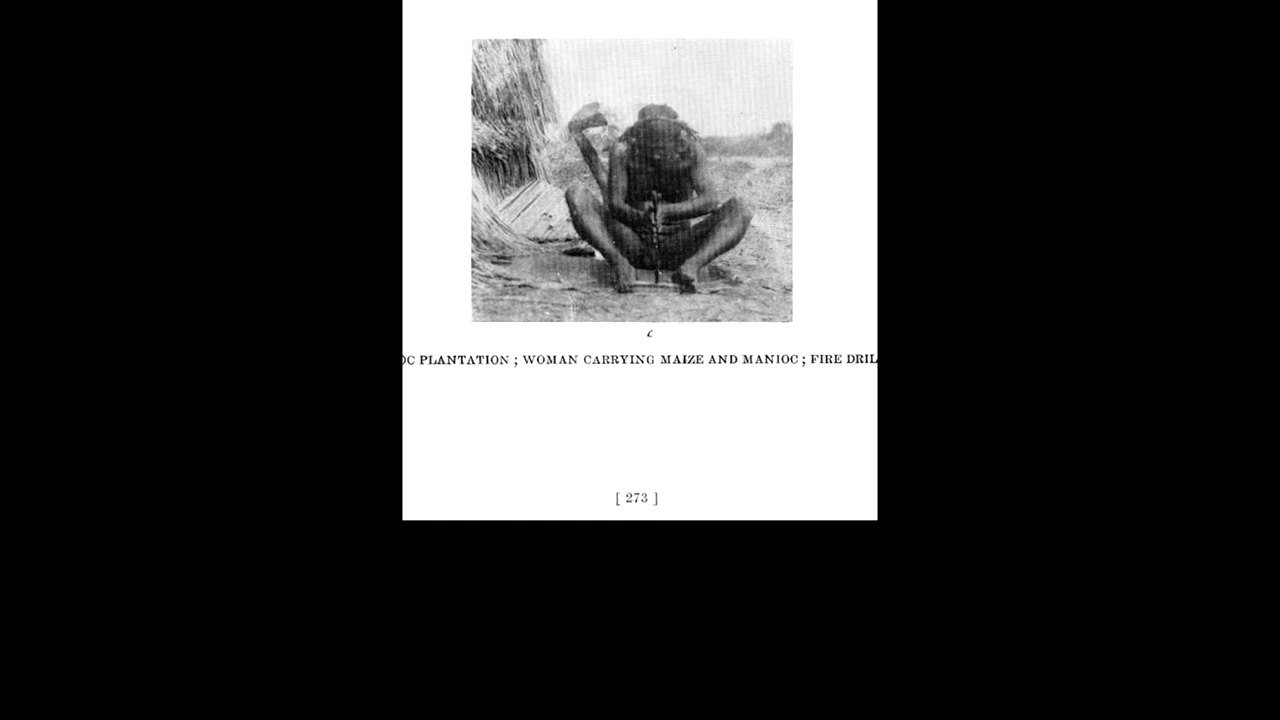 c
OC PLANTATION ; WOMAN CARRYING MAIZE AND MANIOC ; FIRE DRIL
[ 273 ]